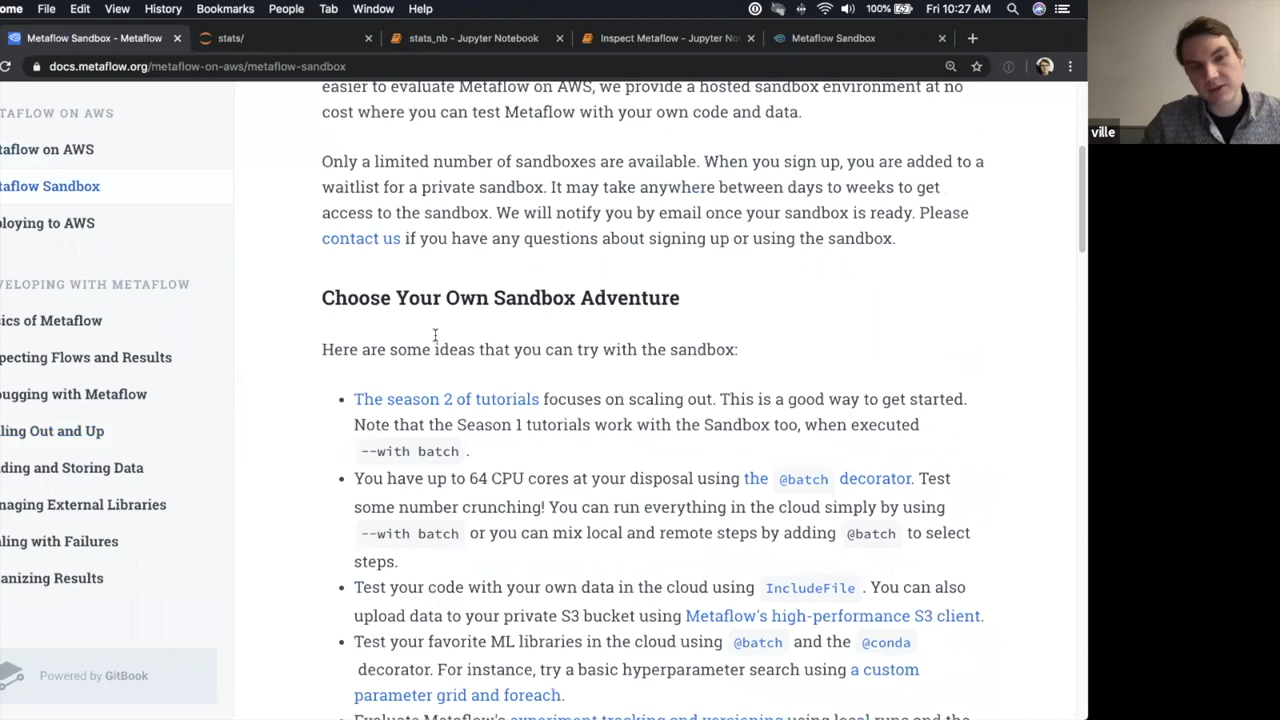 ome File Edit View History Bookmarks People Tab Window Help 100% Fri 10:27 AM
Metaflow Sandbox - Metaflow
stats/
stats_nb - Jupyter Notebook
Inspect Metaflow - Jupyter No
Metaflow Sandbox
docs.metaflow.org/metaflow-on-aws/metaflow-sandbox
ville
TAFLOW ON AWS
taflow on AWS
taflow Sandbox
ploying to AWS
VELOPING WITH METAFLOW
sics of Metaflow
pecting Flows and Results
bugging with Metaflow
ling Out and Up
ding and Storing Data
naging External Libraries
ling with Failures
anizing Results
Powered by GitBook
easier to evaluate Metaflow on AWS, we provide a hosted sandbox environment at no
cost where you can test Metaflow with your own code and data.
Only a limited number of sandboxes are available. When you sign up, you are added to a
waitlist for a private sandbox. It may take anywhere between days to weeks to get
access to the sandbox. We will notify you by email once your sandbox is ready. Please
contact us if you have any questions about signing up or using the sandbox.
Choose Your Own Sandbox Adventure
Here are some ideas that you can try with the sandbox:
• The season 2 of tutorials focuses on scaling out. This is a good way to get started.
Note that the Season 1 tutorials work with the Sandbox too, when executed
--with batch .
• You have up to 64 CPU cores at your disposal using the @batch decorator. Test
some number crunching! You can run everything in the cloud simply by using
--with batch or you can mix local and remote steps by adding @batch to select
steps.
• Test your code with your own data in the cloud using IncludeFile . You can also
upload data to your private S3 bucket using Metaflow's high-performance S3 client.
• Test your favorite ML libraries in the cloud using @batch and the @conda
decorator. For instance, try a basic hyperparameter search using a custom
parameter grid and foreach.
• Evaluate Metaflow's experiment tracking and versioning using local runs and the